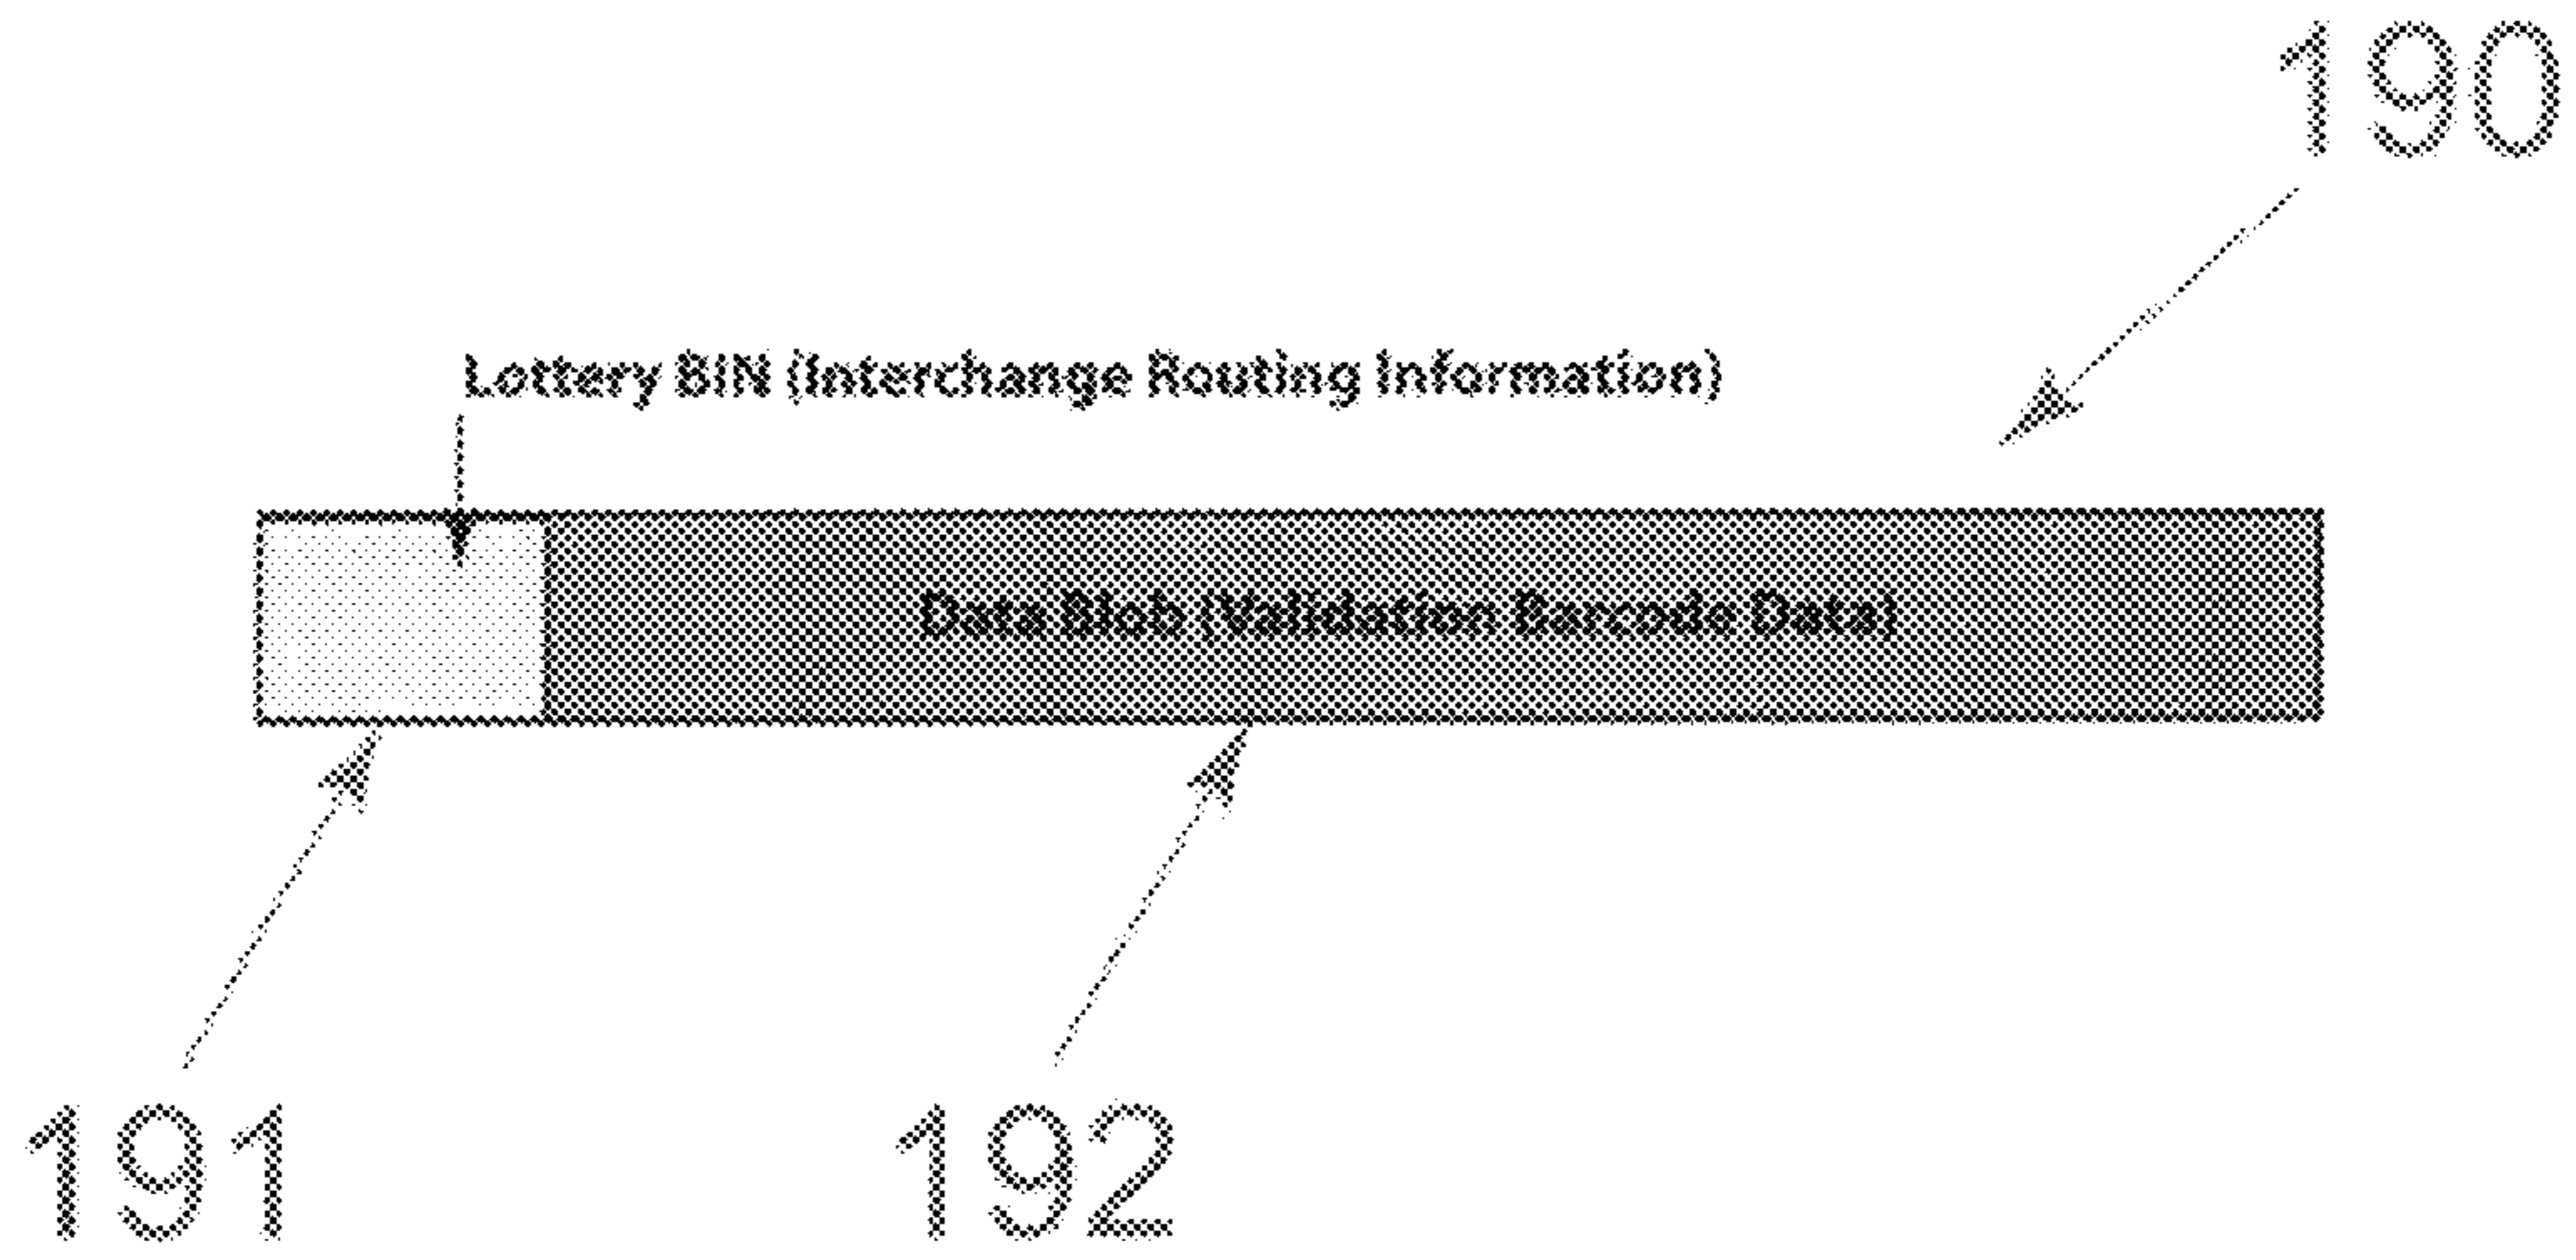 190
Lottery BIN (Interchange Routing Information)
Data Blob (Validation Barcode Data)
191
192